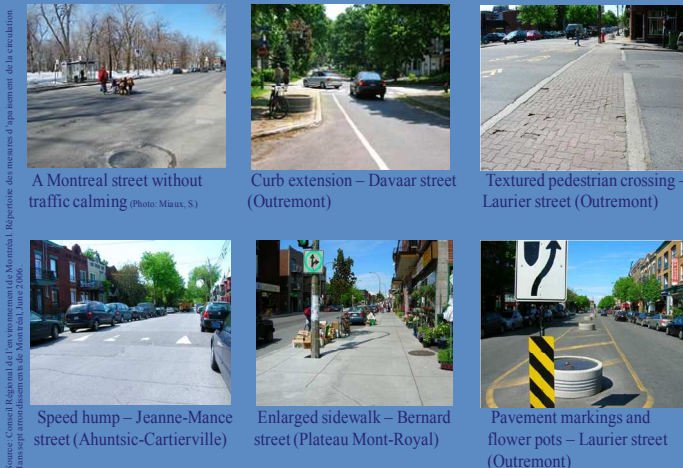 Source : Conseil Régional de l'environnement de Montréal. Répertoire des mesures d'apaisement de la circulation
dans sept arrondissements de Montréal, June 2006.
A Montreal street without
traffic calming (Photo: Miaux, S.)
Curb extension – Davaar street
(Outremont)
Textured pedestrian crossing –
Laurier street (Outremont)
Speed hump – Jeanne-Mance
street (Ahuntsic-Cartierville)
Enlarged sidewalk – Bernard
street (Plateau Mont-Royal)
Pavement markings and
flower pots – Laurier street
(Outremont)